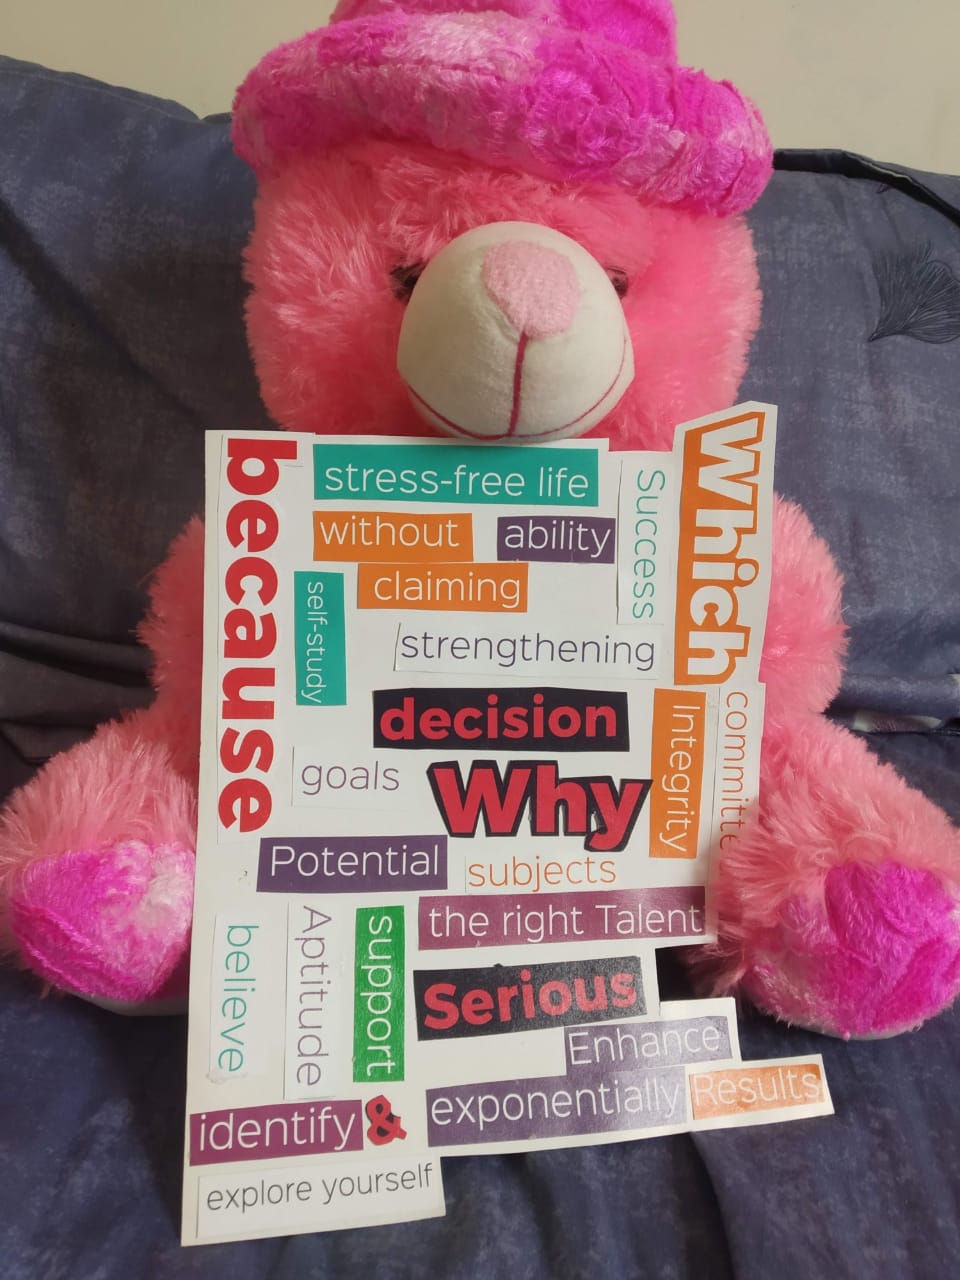 because
stress-free life
without
ability
Success
Which
claiming
self-study
strengthening
decision
Integrity
committe
goals
Why
Potential
subjects
the right Talent
believe
Aptitude
support
Serious
Enhance
exponentially
Results
identify &
explore yourself